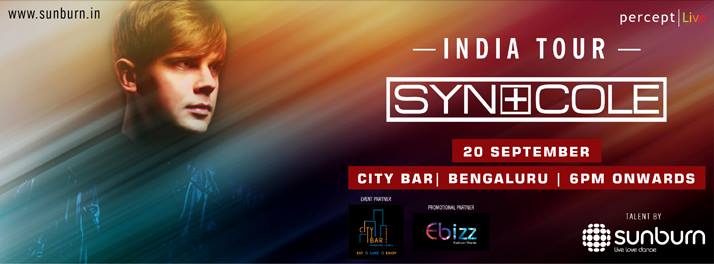 www.sunburn.in
percept|Live
INDIA TOUR
SYN+COLE
20 SEPTEMBER
CITY BAR| BENGALURU | 6PM ONWARDS
EVENT PARTNER
PROMOTIONAL PARTNER
CITY
BAR
Ebizz
TALENT BY
sunburn
live love dance